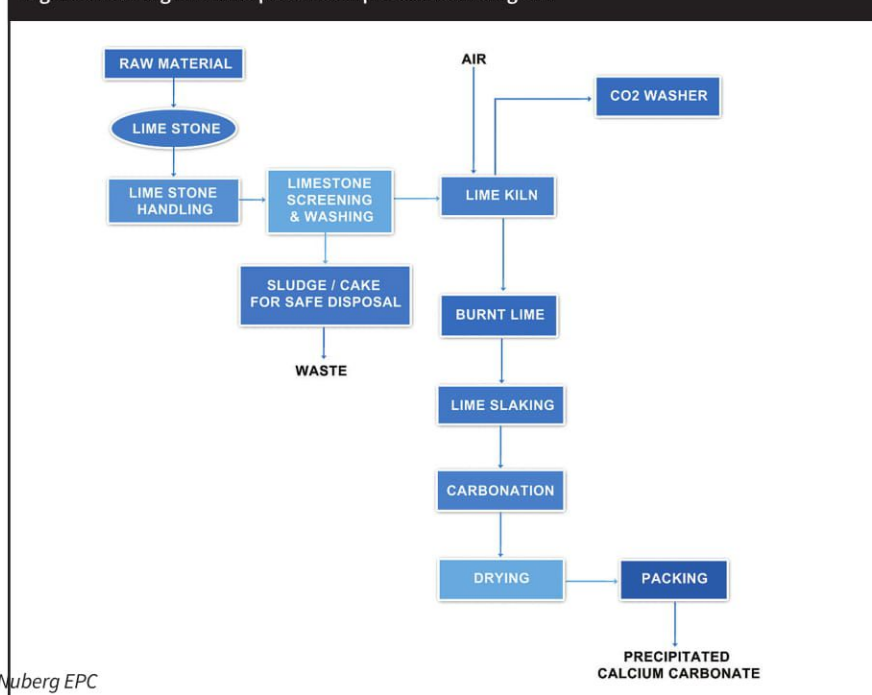 RAW MATERIAL
LIME STONE
LIME STONE
HANDLING
LIMESTONE
SCREENING
& WASHING
SLUDGE / CAKE
FOR SAFE DISPOSAL
WASTE
AIR
CO2 WASHER
LIME KILN
BURNT LIME
LIME SLAKING
CARBONATION
DRYING
PACKING
PRECIPITATED
CALCIUM CARBONATE
Nuberg EPC